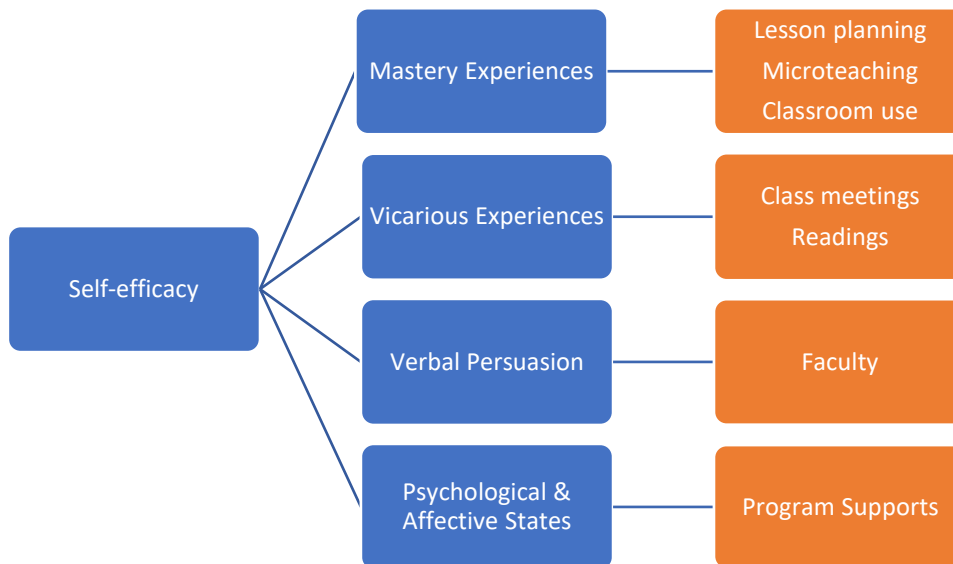 Self-efficacy
Mastery Experiences
Lesson planning
Microteaching
Classroom use
Vicarious Experiences
Class meetings
Readings
Verbal Persuasion
Faculty
Psychological &
Affective States
Program Supports